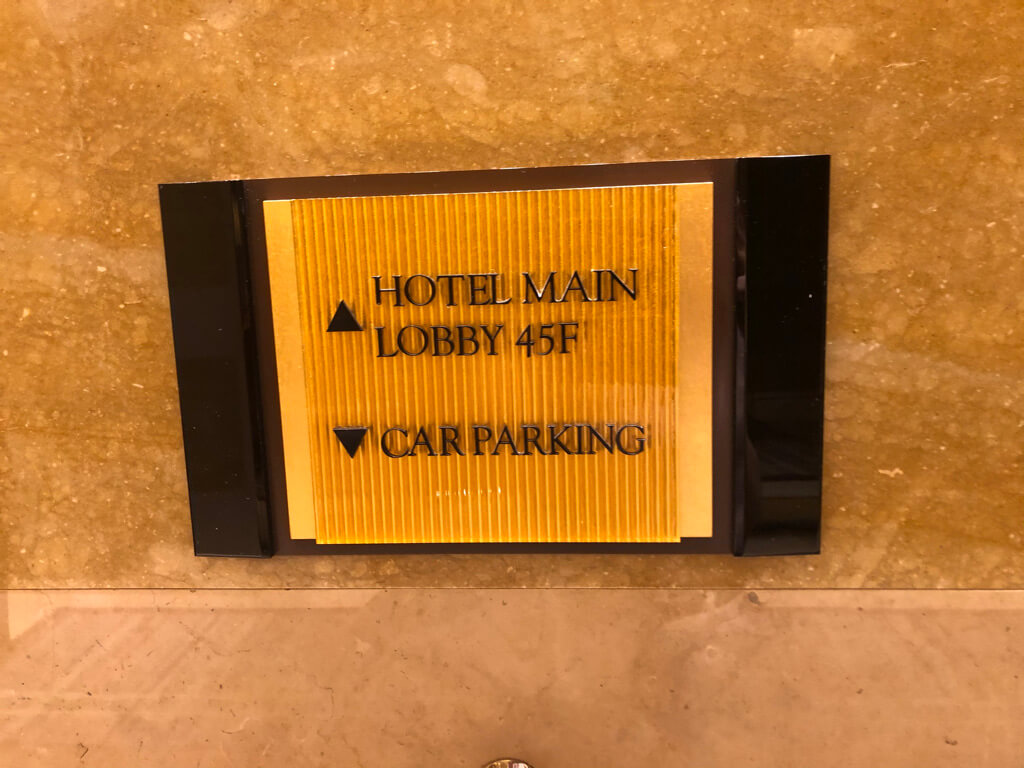 ▲ HOTEL MAIN
LOBBY 45F
▼ CAR PARKING